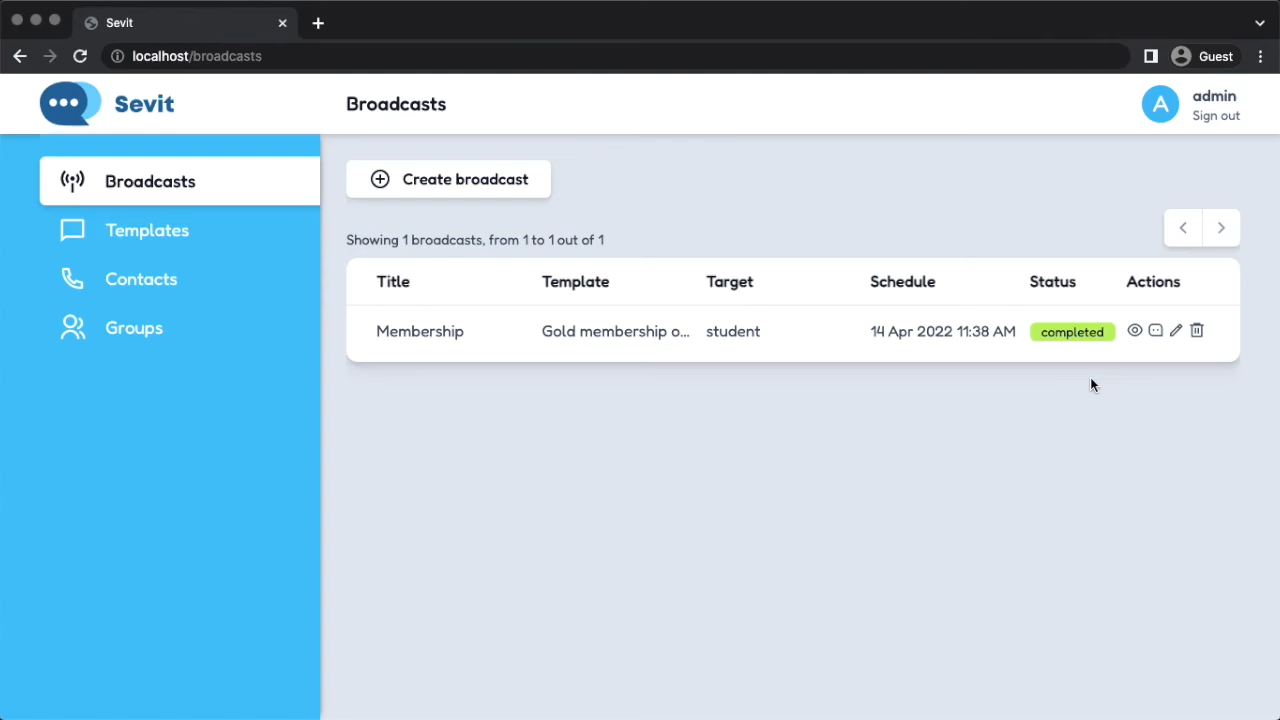 Sevit
localhost/broadcasts
Guest
Sevit
Broadcasts
A
admin
Sign out
Broadcasts
Templates
Contacts
Groups
Create broadcast
Showing 1 broadcasts, from 1 to 1 out of 1
Title Template Target Schedule Status Actions
Membership Gold membership o... student 14 Apr 2022 11:38 AM completed